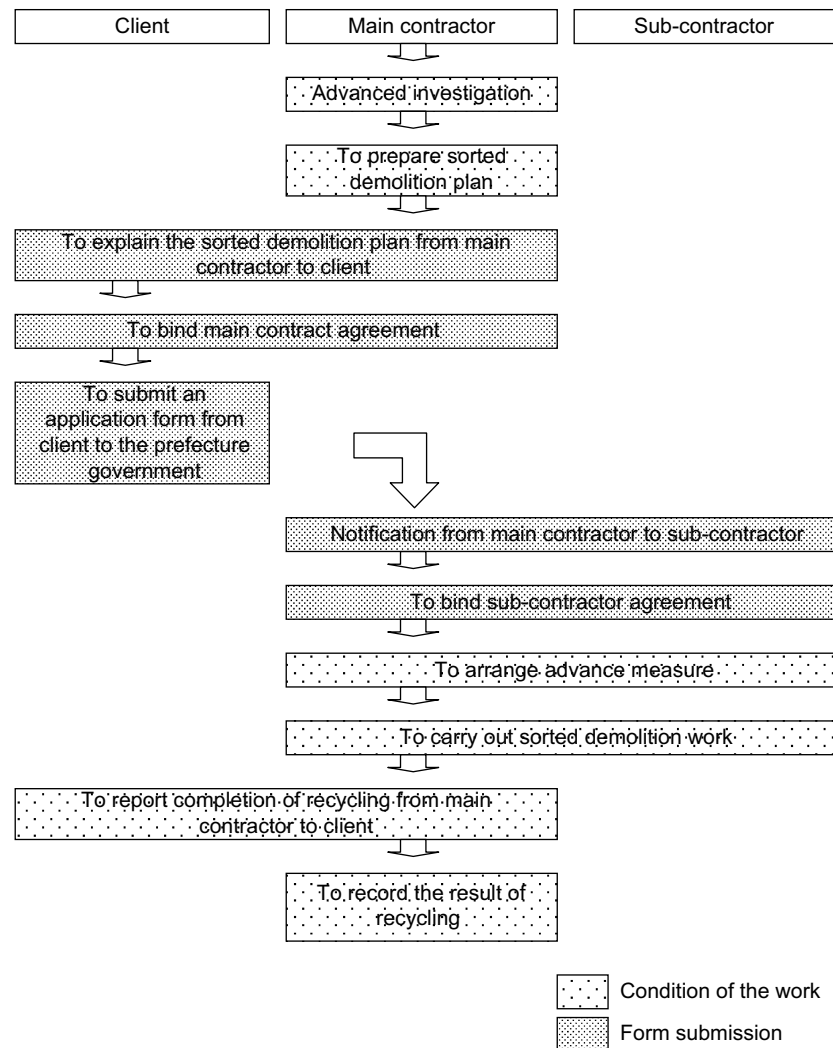 Client
Main contractor
Sub-contractor
Advanced investigation
To prepare sorted
demolition plan
To explain the sorted demolition plan from main
contractor to client
To bind main contract agreement
To submit an
application form from
client to the prefecture
government
Notification from main contractor to sub-contractor
To bind sub-contractor agreement
To arrange advance measure
To carry out sorted demolition work
To report completion of recycling from main
contractor to client
To record the result of
recycling
Condition of the work
Form submission